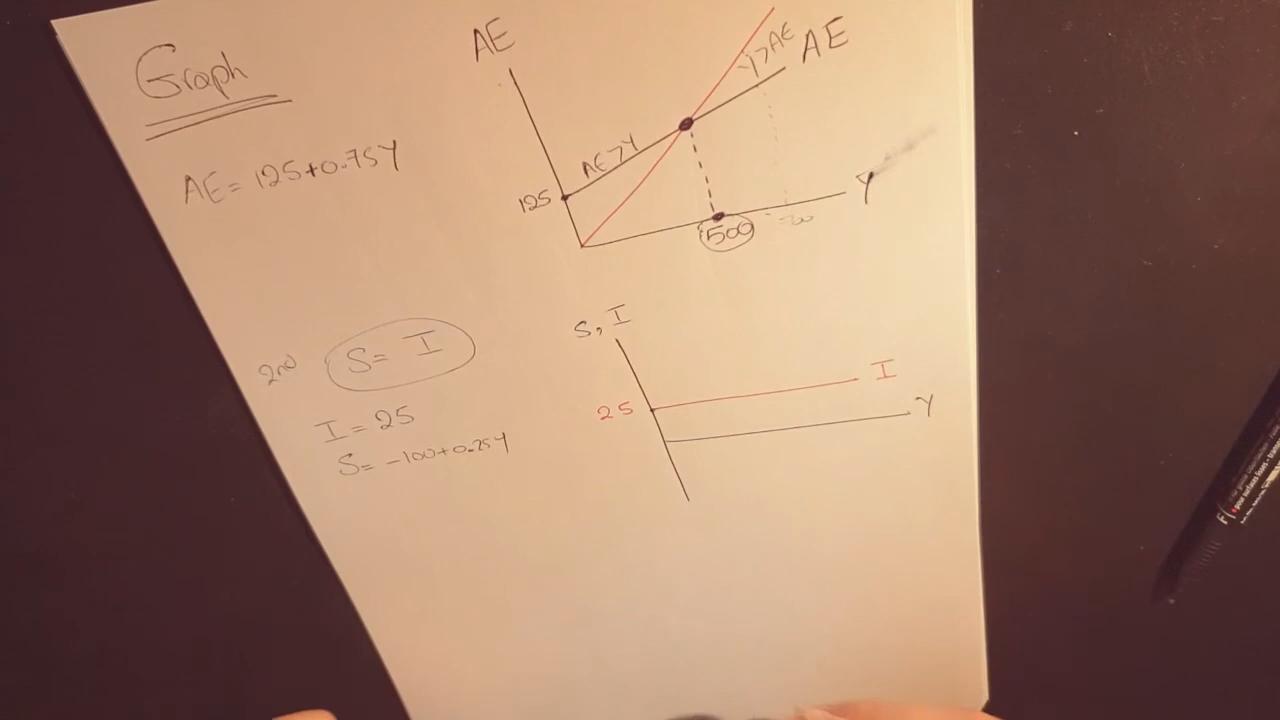 Graph
AE = 125+0.75Y
AE
AE
Y>AE
AE>Y
125
Y
500
2nd
S = I
I = 25
S = -100+0.25Y
S, I
I
25
Y